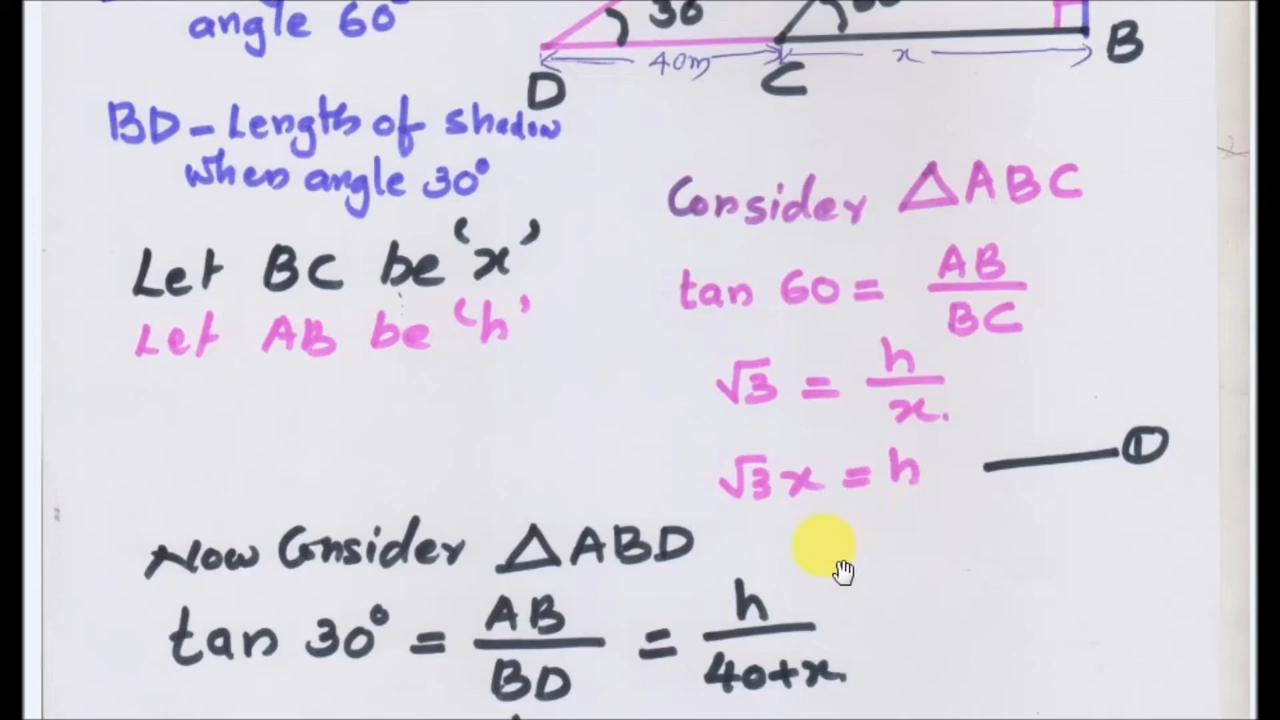 angle 60°
30
D
40m
C
x
B
BD - Length of shadow
when angle 30°
Let BC be 'x'
Let AB be 'h'
Consider △ABC
tan 60 = AB/BC
√3 = h/x.
√3x = h — ①
Now Consider △ABD
tan 30° = AB/BD = h/40+x.